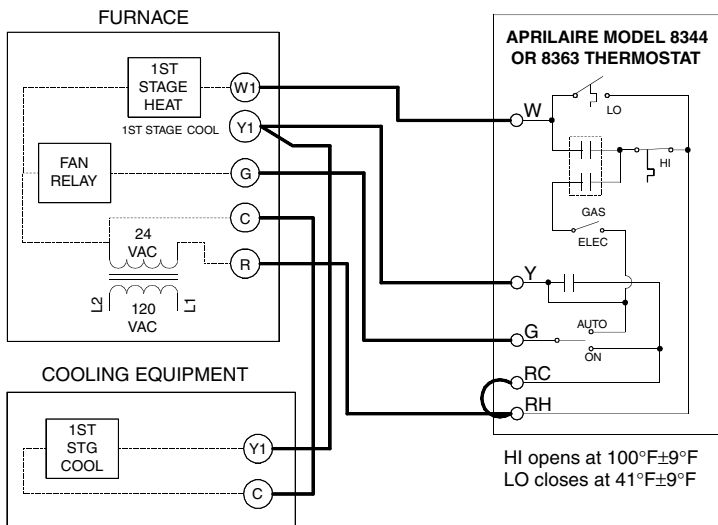 FURNACE
1ST
STAGE
HEAT
W1
1ST STAGE COOL
Y1
FAN
RELAY
G
C
24
VAC
R
L2
120
VAC
L1
COOLING EQUIPMENT
1ST
STG
COOL
Y1
C
APRILAIRE MODEL 8344
OR 8363 THERMOSTAT
W
LO
HI
GAS
ELEC
Y
G
AUTO
ON
RC
RH
HI opens at 100°F±9°F
LO closes at 41°F±9°F